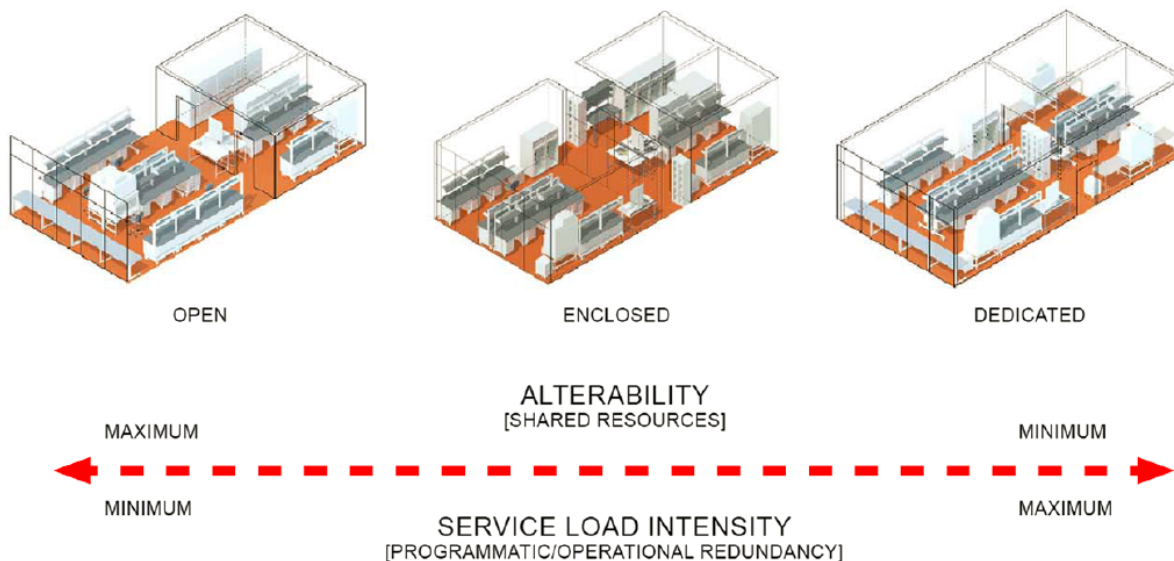 OPEN
ENCLOSED
DEDICATED
ALTERABILITY
[SHARED RESOURCES]
MAXIMUM
MINIMUM
MINIMUM
MAXIMUM
SERVICE LOAD INTENSITY
[PROGRAMMATIC/OPERATIONAL REDUNDANCY]